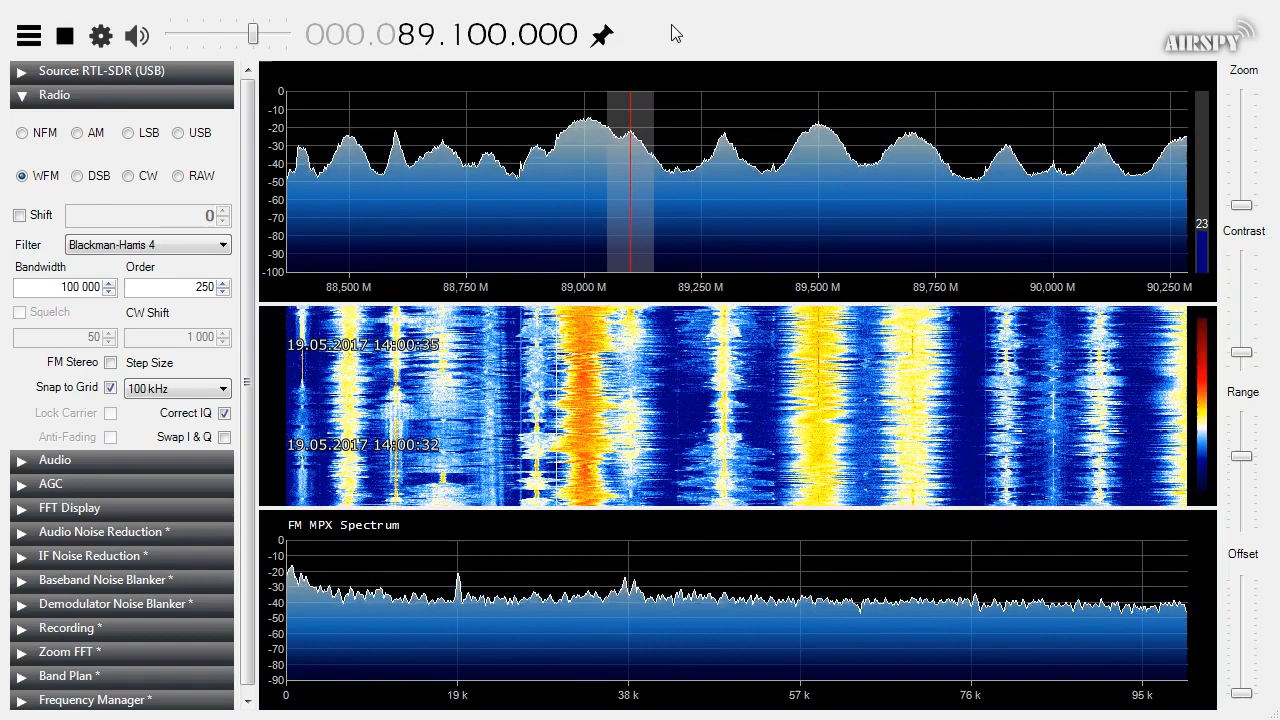 000.089.100.000
AIRSPY
Source: RTL-SDR (USB)
Radio
NFM AM LSB USB
WFM DSB CW RAW
Shift 0
Filter Blackman-Harris 4
Bandwidth Order
100 000 250
Squelch CW Shift
50 1 000
FM Stereo Step Size
Snap to Grid 100 kHz
Lock Carrier Correct IQ
Anti-Fading Swap I & Q
Audio
AGC
FFT Display
Audio Noise Reduction *
IF Noise Reduction *
Baseband Noise Blanker *
Demodulator Noise Blanker *
Recording *
Zoom FFT *
Band Plan *
Frequency Manager *
0
-10
-20
-30
-40
-50
-60
-70
-80
-90
-100
88,500 M 88,750 M 89,000 M 89,250 M 89,500 M 89,750 M 90,000 M 90,250 M
23
19.05.2017 14:00:35
19.05.2017 14:00:32
FM MPX Spectrum
0
-10
-20
-30
-40
-50
-60
-70
-80
-90
0 19 k 38 k 57 k 76 k 95 k
Zoom
Contrast
Range
Offset